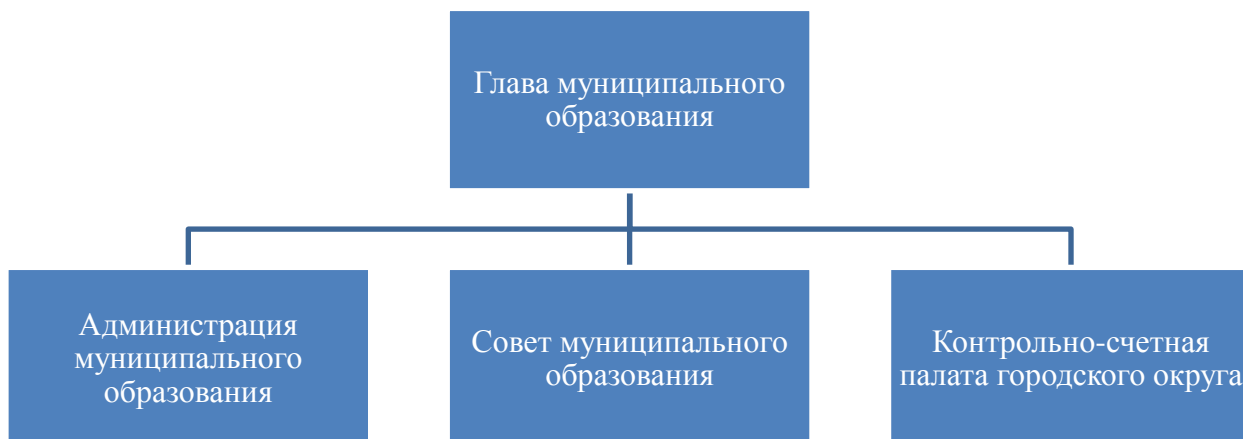 Глава муниципального
образования
Администрация
муниципального
образования
Совет муниципального
образования
Контрольно-счетная
палата городского округа